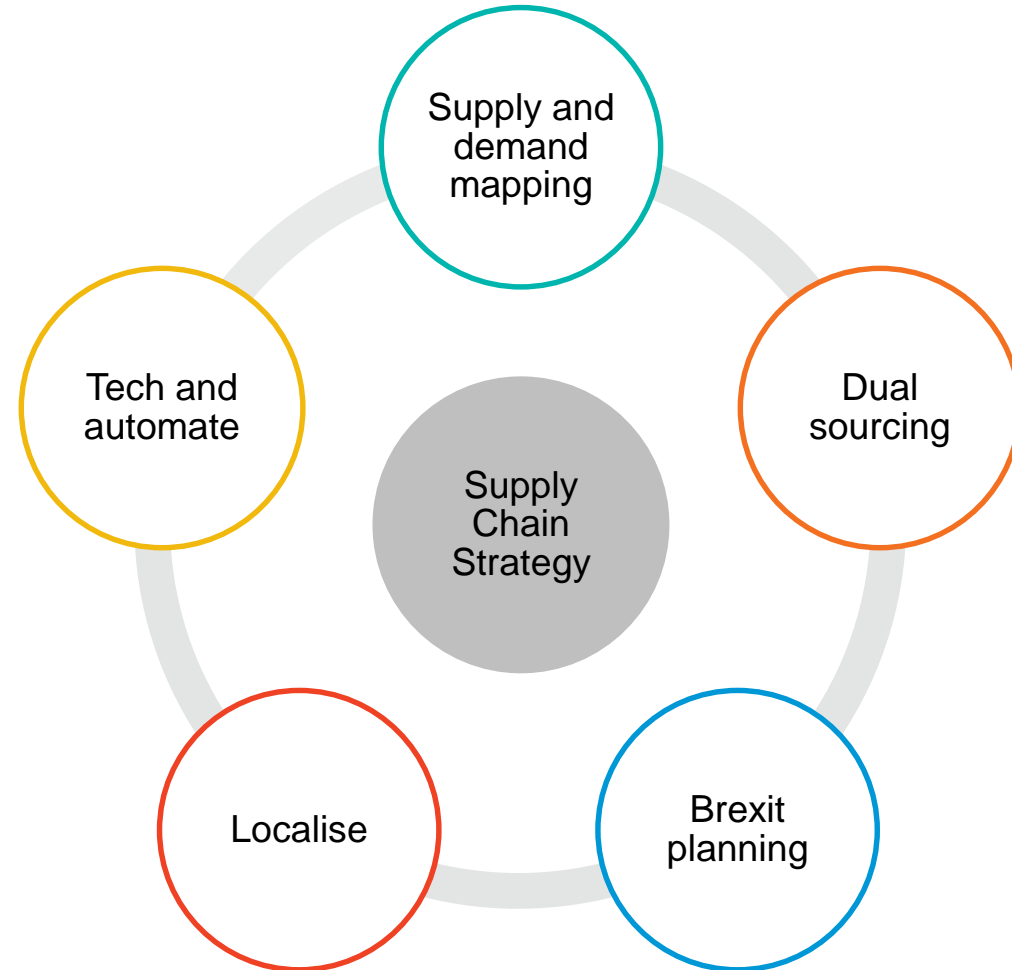 Supply and
demand
mapping
Dual
sourcing
Brexit
planning
Localise
Tech and
automate
Supply
Chain
Strategy